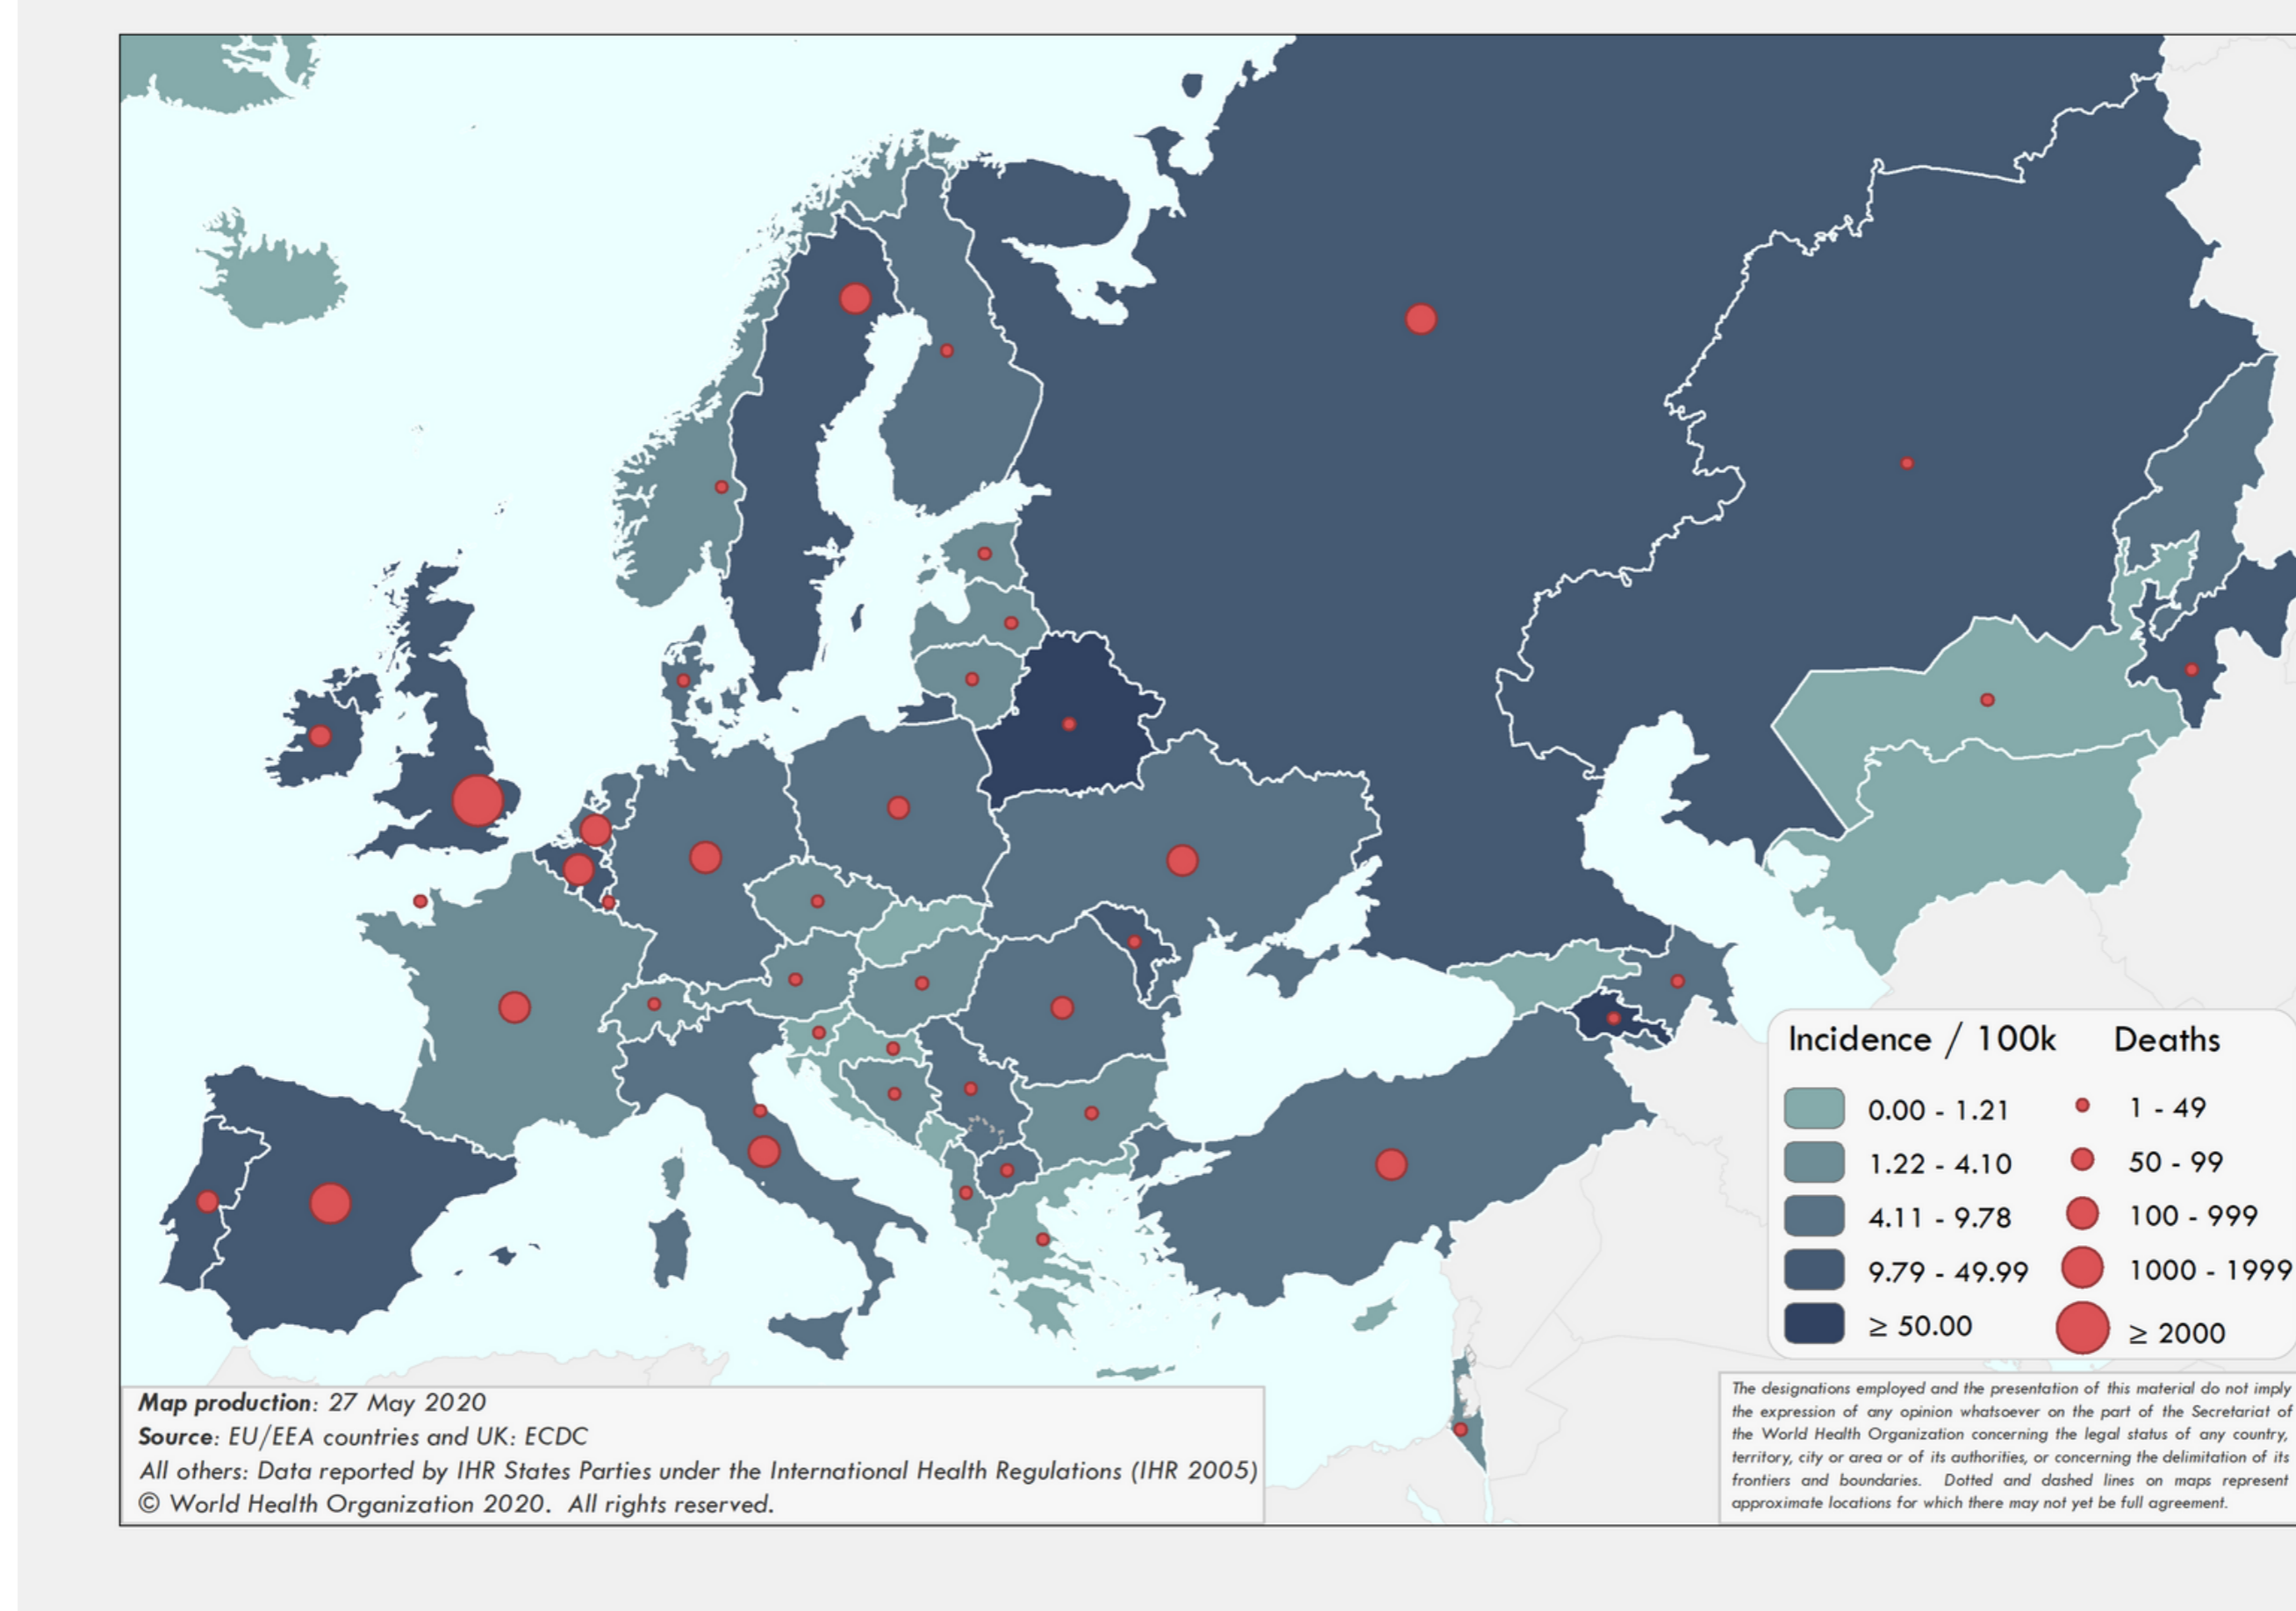 Incidence / 100k Deaths
0.00 - 1.21 1 - 49
1.22 - 4.10 50 - 99
4.11 - 9.78 100 - 999
9.79 - 49.99 1000 - 1999
≥ 50.00 ≥ 2000
Map production: 27 May 2020
Source: EU/EEA countries and UK: ECDC
All others: Data reported by IHR States Parties under the International Health Regulations (IHR 2005)
© World Health Organization 2020. All rights reserved.
The designations employed and the presentation of this material do not imply
the expression of any opinion whatsoever on the part of the Secretariat of
the World Health Organization concerning the legal status of any country,
territory, city or area or of its authorities, or concerning the delimitation of its
frontiers and boundaries. Dotted and dashed lines on maps represent
approximate locations for which there may not yet be full agreement.